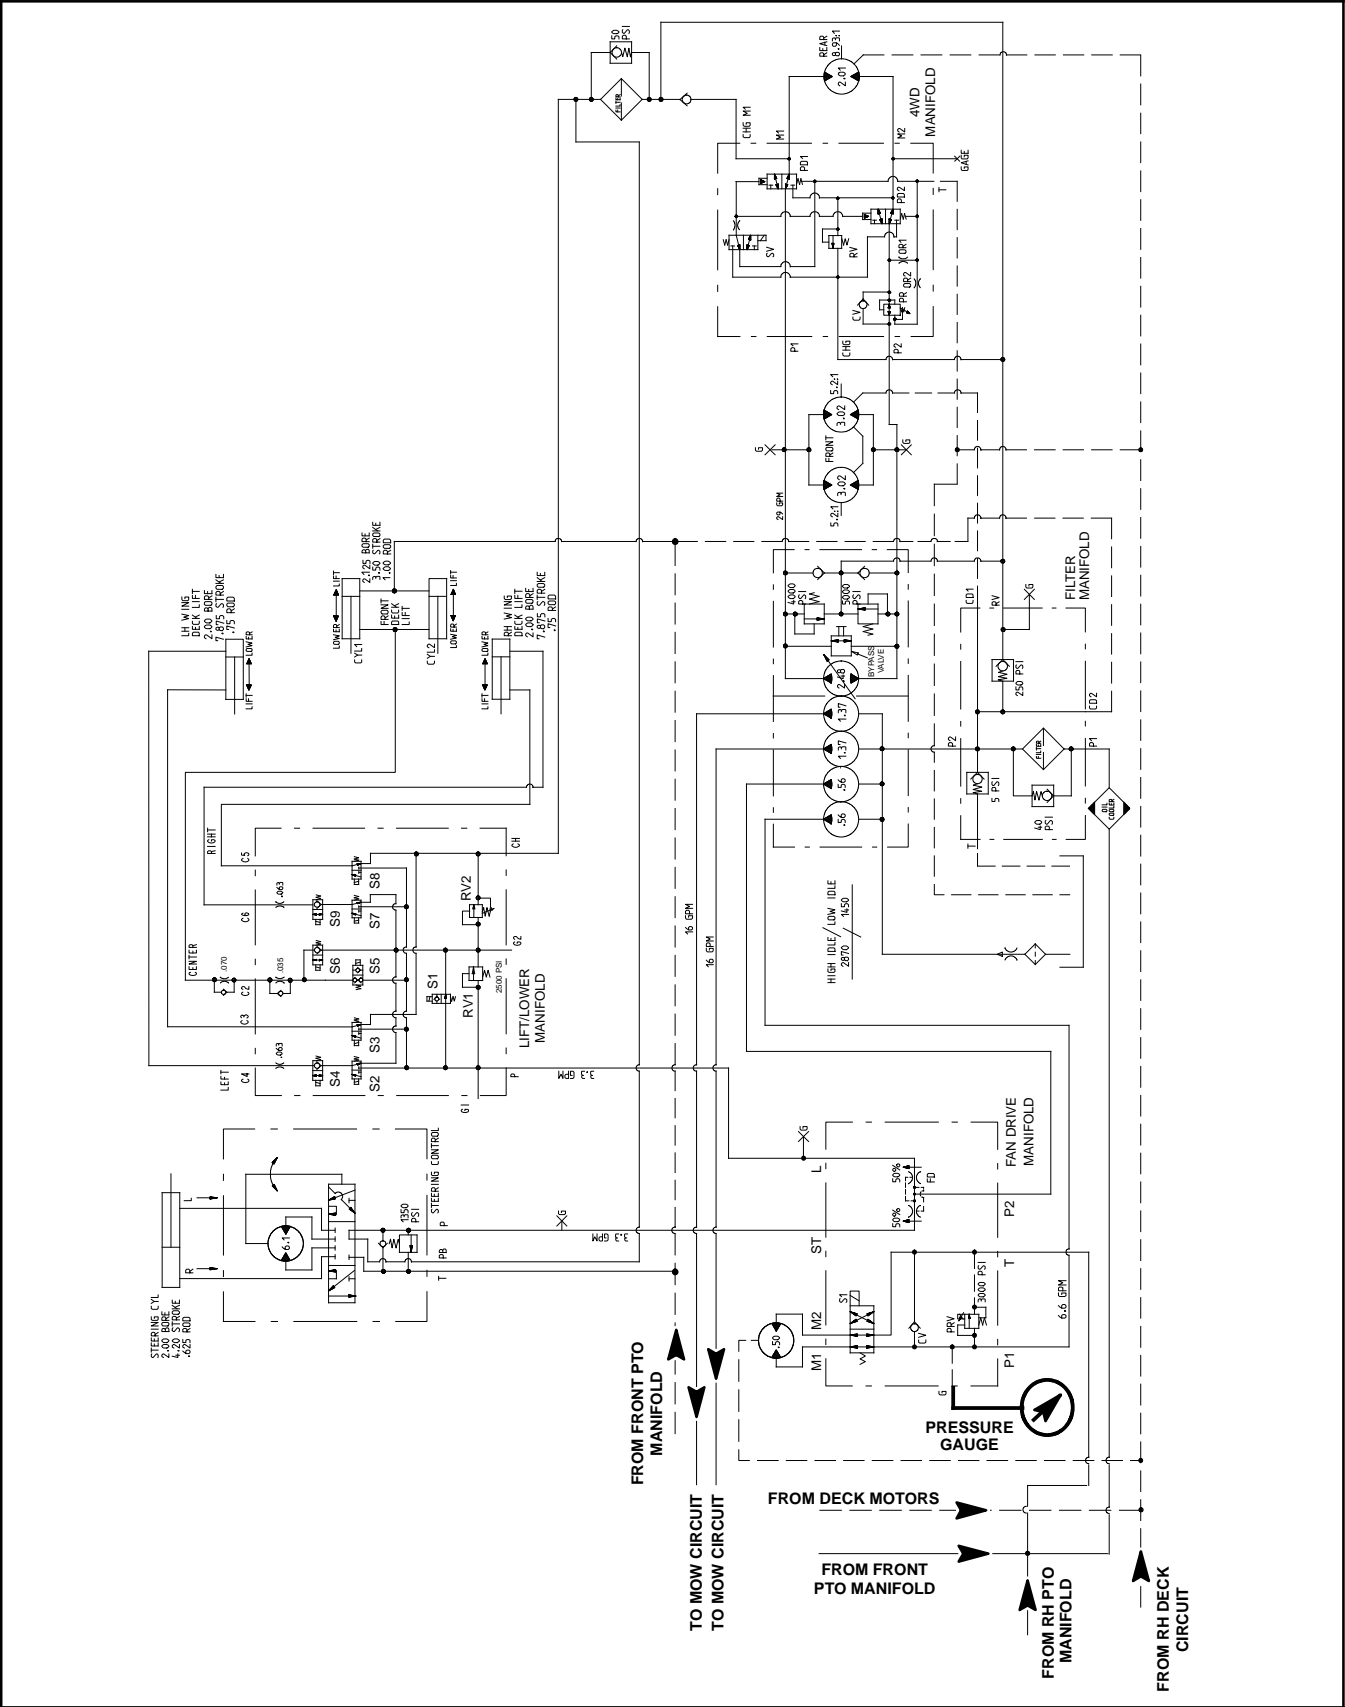 50
PSI
FILTER
REAR
8.93:1
2.01
4WD
MANIFOLD
CHG M1
M1
M2
PD1
GAGE
PD2
T
SV
RV
OR1
OR2
CV
PR
P1
CHG
P2
5.2:1
3.02
G
FRONT
G
3.02
5.2:1
29 GPM
2.125 BORE
3.50 STROKE
1.00 ROD
LIFT
LOWER
FRONT
DECK
LIFT
CYL1
LIFT
LOWER
CYL2
LH WING
DECK LIFT
2.00 BORE
7.875 STROKE
.75 ROD
LOWER
LIFT
RH WING
DECK LIFT
2.00 BORE
7.875 STROKE
.75 ROD
LOWER
LIFT
4000
PSI
5000
PSI
BYPASS
VALVE
2.48
1.37
1.37
.56
.56
FILTER
MANIFOLD
CD1
RV
G
250 PSI
CD2
P2
P1
FILTER
5 PSI
40
PSI
T
OIL
COOLER
RIGHT
C5
C6
.063
S8
S9
S7
CENTER
.070
C2
.035
S6
S5
C3
S3
LEFT
C4
.063
S4
S2
S1
RV2
RV1
2500 PSI
CH
G2
G1
P
LIFT/LOWER
MANIFOLD
3.3 GPM
16 GPM
16 GPM
HIGH IDLE/LOW IDLE
2870 / 1450
STEERING CYL
2.00 BORE
4.20 STROKE
.625 ROD
L
R
6.1
1350
PSI
STEERING CONTROL
P
PB
T
G
3.3 GPM
G
L
50%
50%
FD
ST
P2
FAN DRIVE
MANIFOLD
S1
M2
M1
.50
CV
PRV
3000 PSI
T
P1
6.6 GPM
G
PRESSURE
GAUGE
FROM FRONT PTO
MANIFOLD
TO MOW CIRCUIT
TO MOW CIRCUIT
FROM DECK MOTORS
FROM FRONT
PTO MANIFOLD
FROM RH PTO
MANIFOLD
FROM RH DECK
CIRCUIT